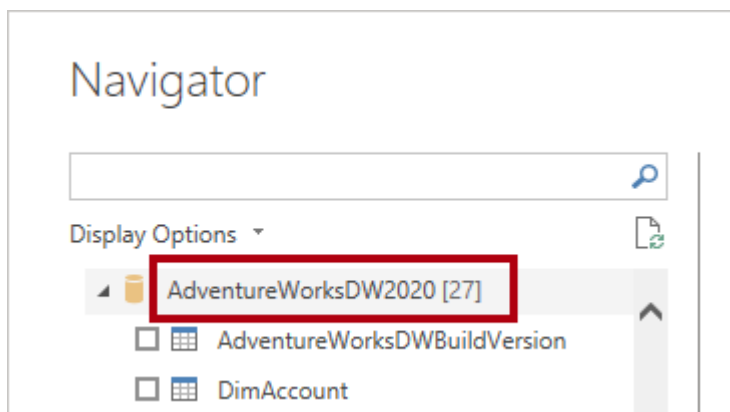 Navigator
Display Options
AdventureWorksDW2020 [27]
AdventureWorksDWBuildVersion
DimAccount